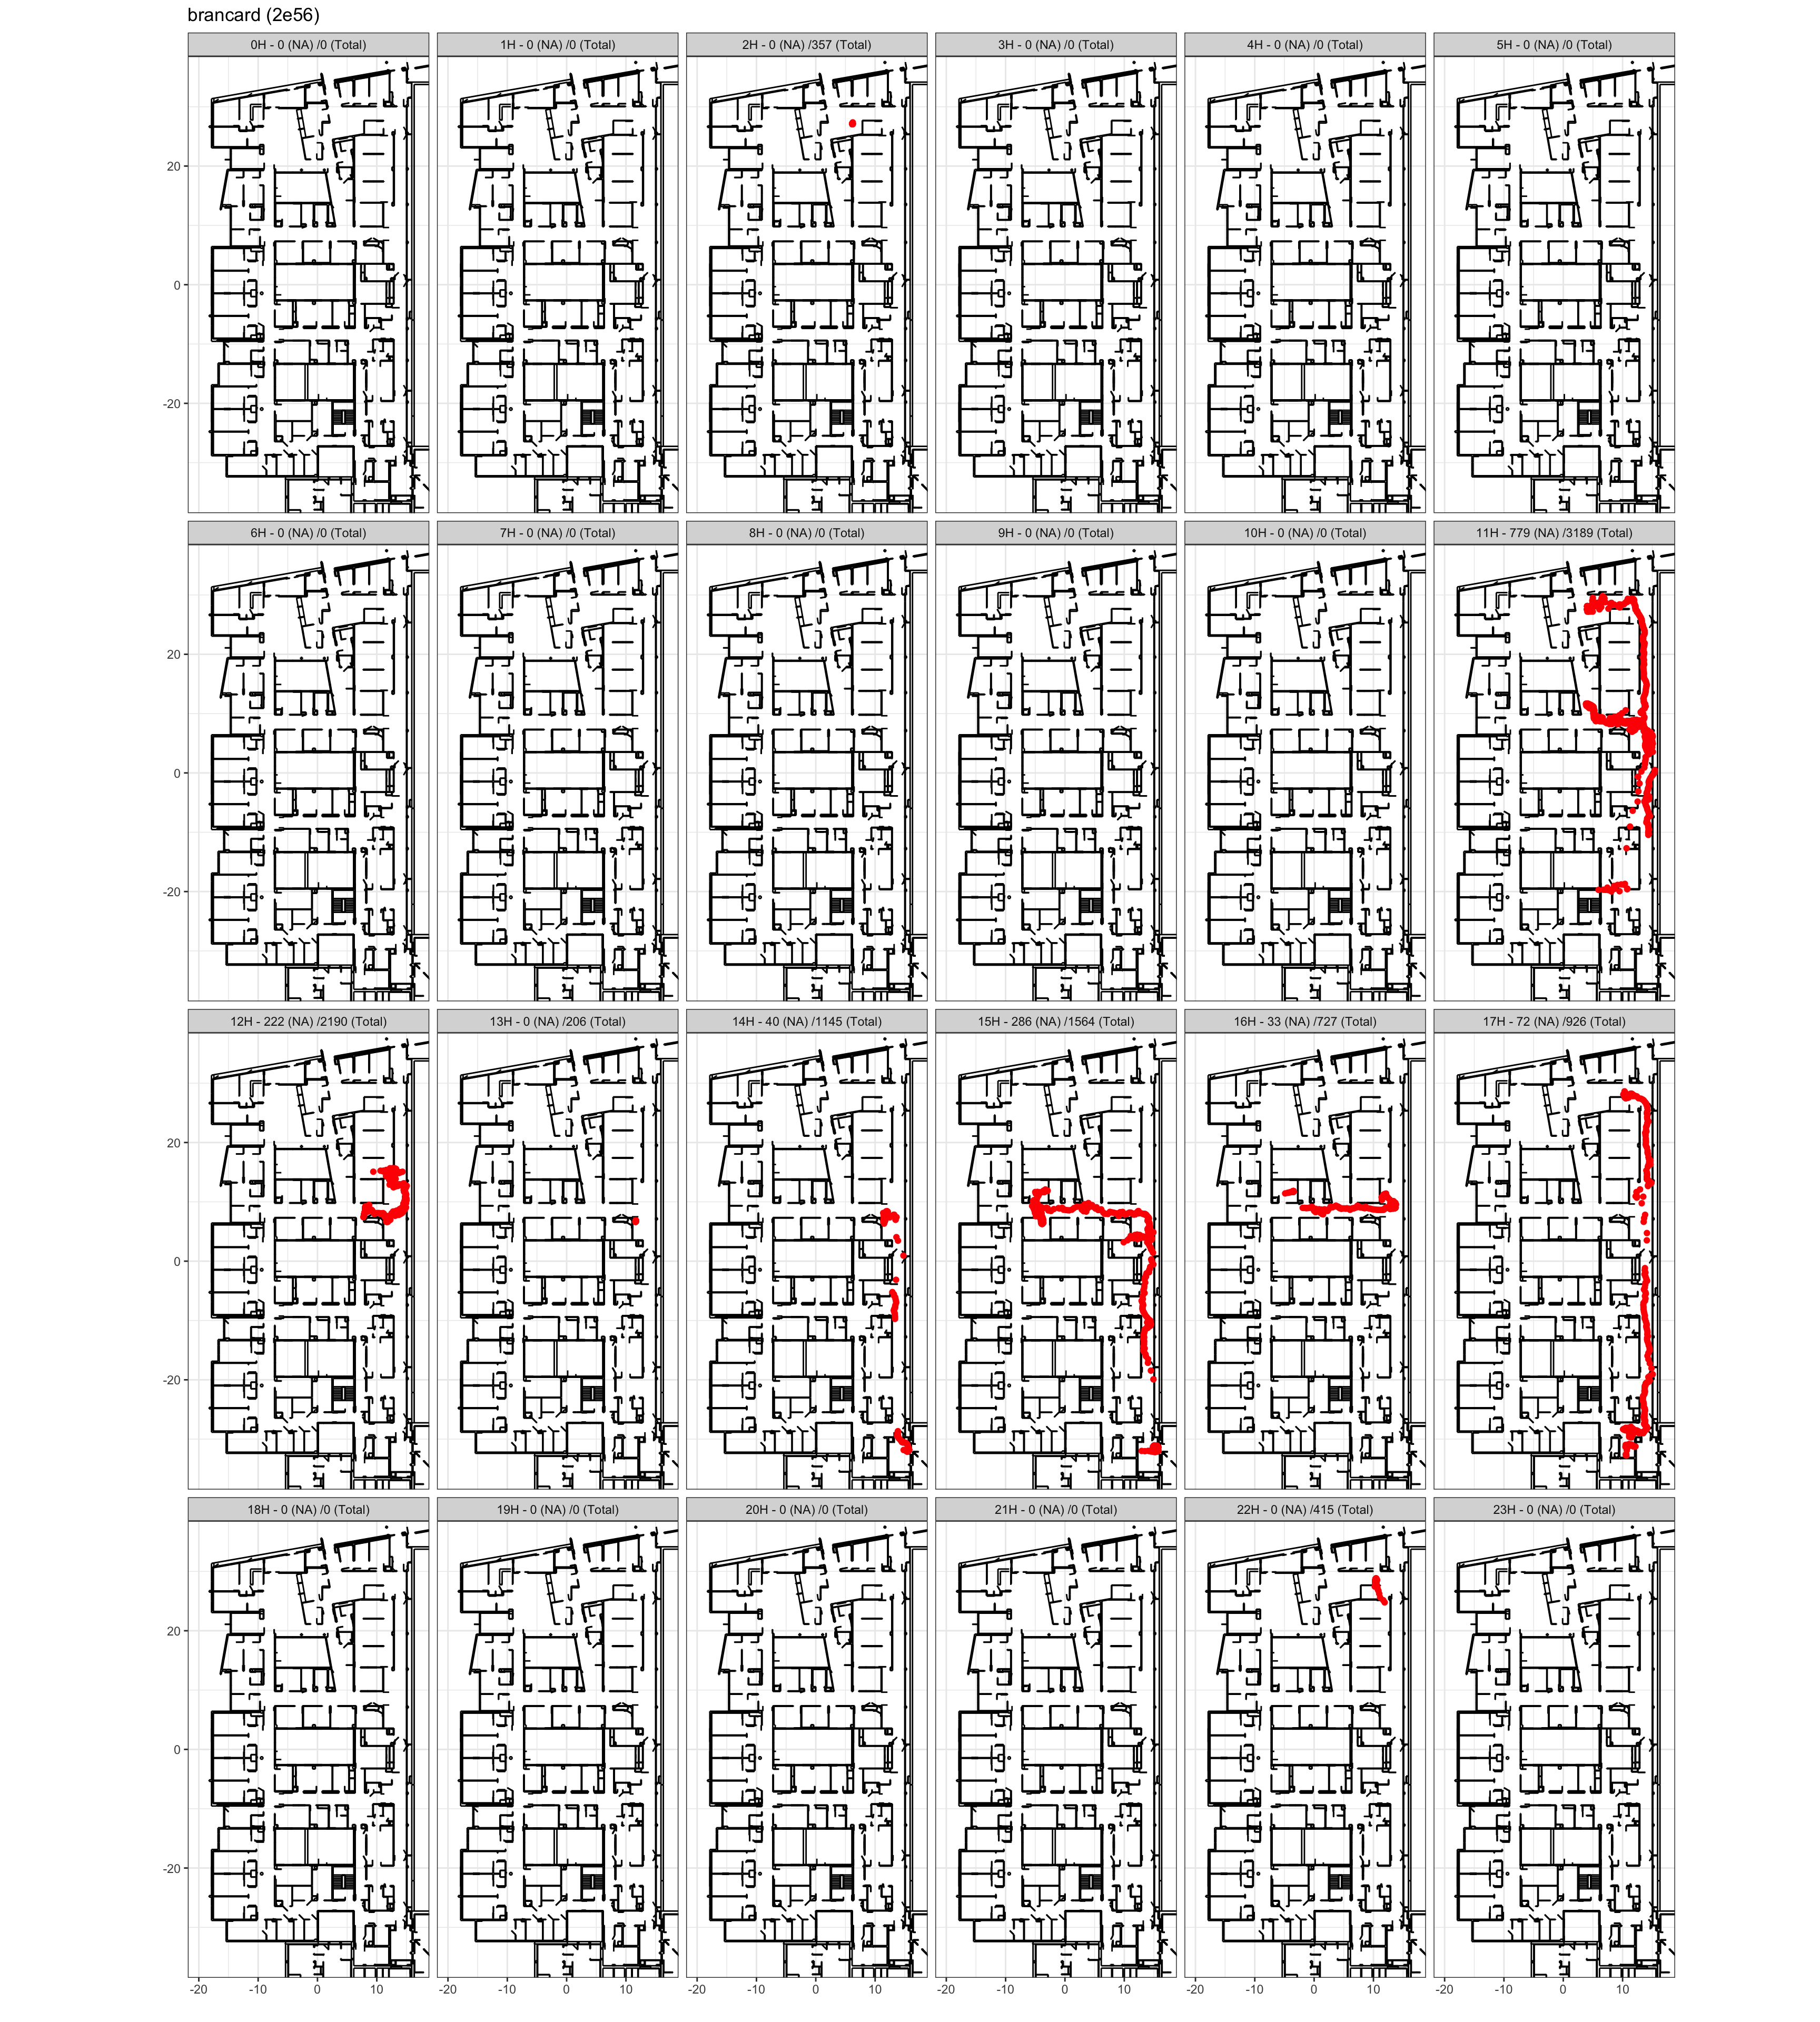 brancard (2e56)
0H - 0 (NA) /0 (Total)
1H - 0 (NA) /0 (Total)
2H - 0 (NA) /357 (Total)
3H - 0 (NA) /0 (Total)
4H - 0 (NA) /0 (Total)
5H - 0 (NA) /0 (Total)
20
0
-20
6H - 0 (NA) /0 (Total)
7H - 0 (NA) /0 (Total)
8H - 0 (NA) /0 (Total)
9H - 0 (NA) /0 (Total)
10H - 0 (NA) /0 (Total)
11H - 779 (NA) /3189 (Total)
20
0
-20
12H - 222 (NA) /2190 (Total)
13H - 0 (NA) /206 (Total)
14H - 40 (NA) /1145 (Total)
15H - 286 (NA) /1564 (Total)
16H - 33 (NA) /727 (Total)
17H - 72 (NA) /926 (Total)
20
0
-20
18H - 0 (NA) /0 (Total)
19H - 0 (NA) /0 (Total)
20H - 0 (NA) /0 (Total)
21H - 0 (NA) /0 (Total)
22H - 0 (NA) /415 (Total)
23H - 0 (NA) /0 (Total)
20
0
-20
-20 -10 0 10
-20 -10 0 10
-20 -10 0 10
-20 -10 0 10
-20 -10 0 10
-20 -10 0 10